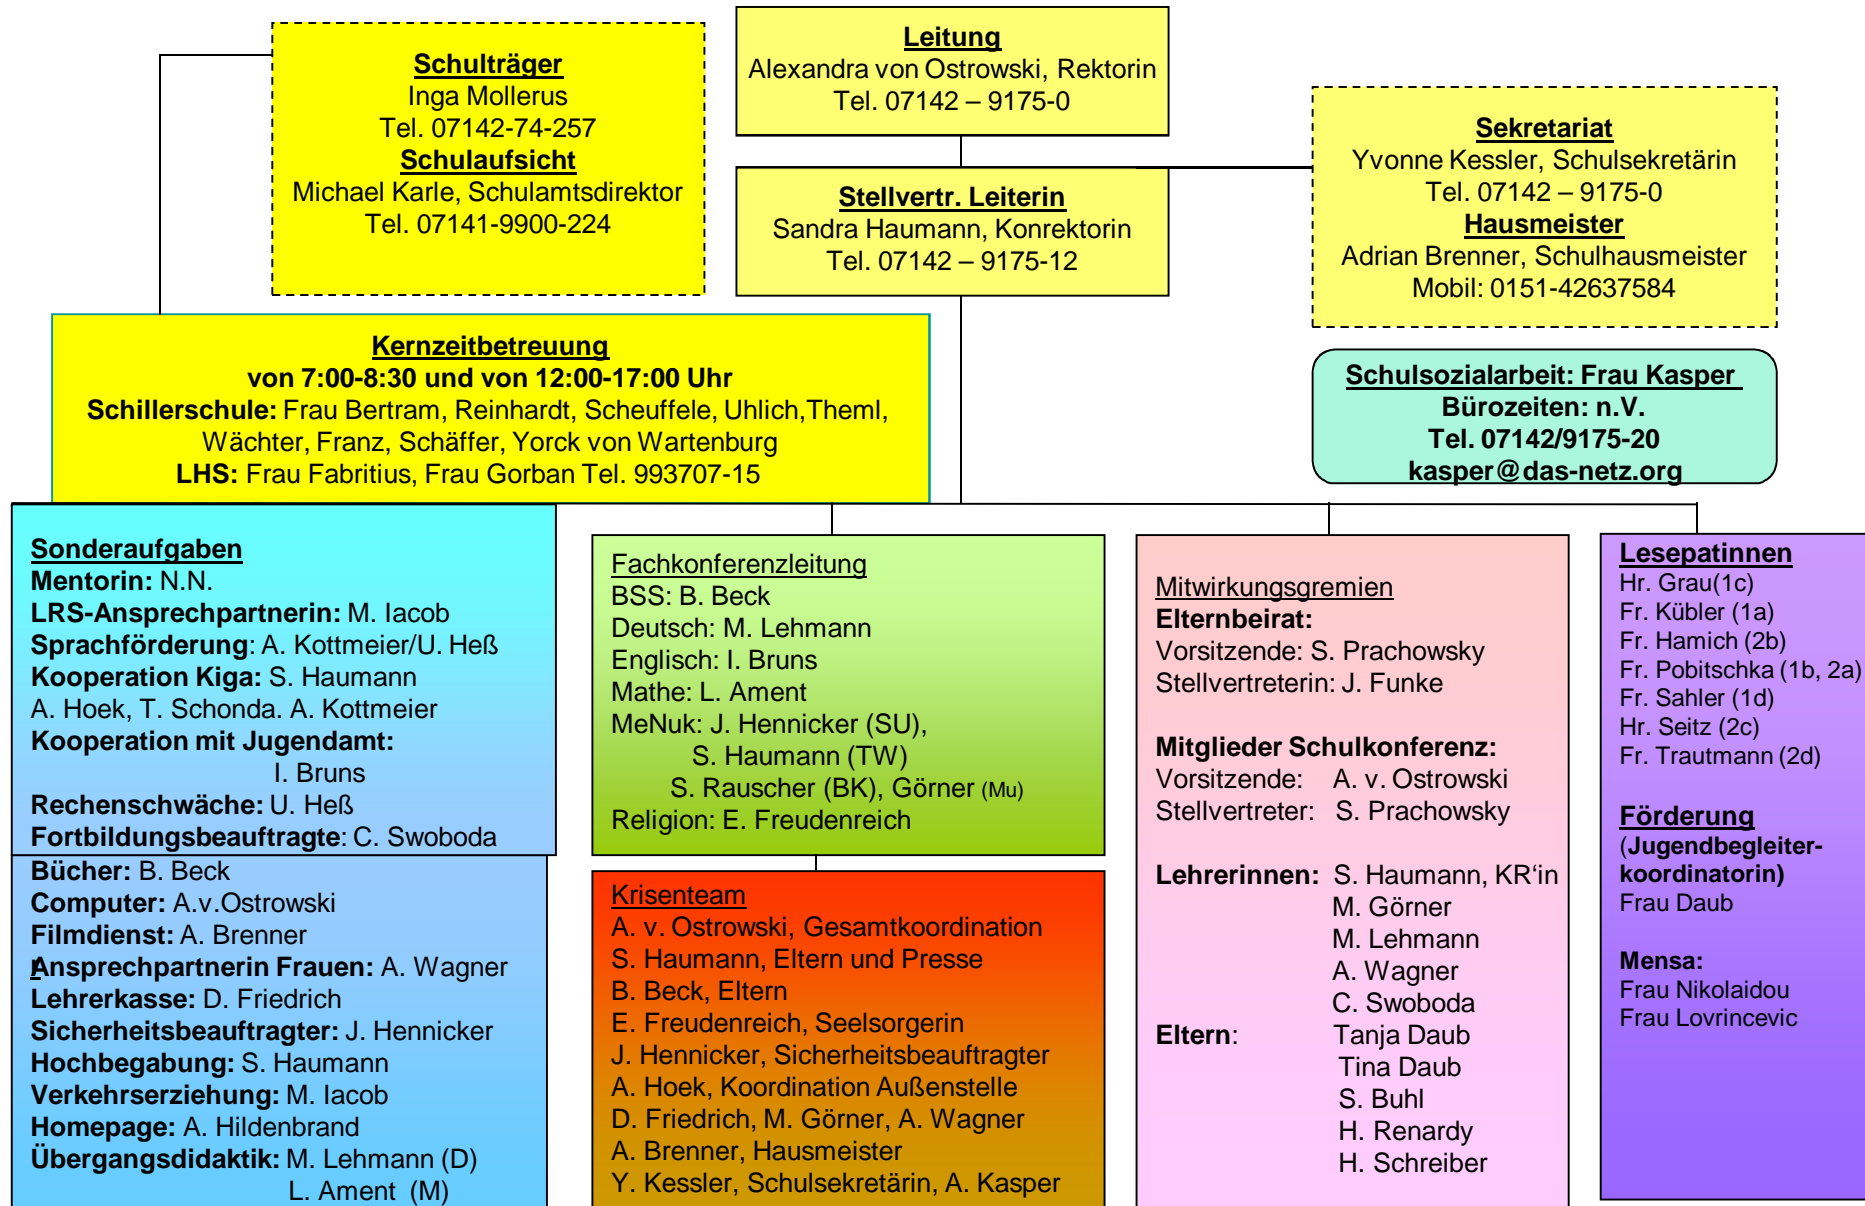 Schulträger
Inga Mollerus
Tel. 07142-74-257
Schulaufsicht
Michael Karle, Schulamtsdirektor
Tel. 07141-9900-224
Leitung
Alexandra von Ostrowski, Rektorin
Tel. 07142 – 9175-0
Stellvertr. Leiterin
Sandra Haumann, Konrektorin
Tel. 07142 – 9175-12
Sekretariat
Yvonne Kessler, Schulsekretärin
Tel. 07142 – 9175-0
Hausmeister
Adrian Brenner, Schulhausmeister
Mobil: 0151-42637584
Kernzeitbetreuung
von 7:00-8:30 und von 12:00-17:00 Uhr
Schillerschule: Frau Bertram, Reinhardt, Scheuffele, Uhlich,Theml,
Wächter, Franz, Schäffer, Yorck von Wartenburg
LHS: Frau Fabritius, Frau Gorban Tel. 993707-15
Schulsozialarbeit: Frau Kasper
Bürozeiten: n.V.
Tel. 07142/9175-20
kasper@das-netz.org
Sonderaufgaben
Mentorin: N.N.
LRS-Ansprechpartnerin: M. Iacob
Sprachförderung: A. Kottmeier/U. Heß
Kooperation Kiga: S. Haumann
A. Hoek, T. Schonda. A. Kottmeier
Kooperation mit Jugendamt:
I. Bruns
Rechenschwäche: U. Heß
Fortbildungsbeauftragte: C. Swoboda
Bücher: B. Beck
Computer: A.v.Ostrowski
Filmdienst: A. Brenner
Ansprechpartnerin Frauen: A. Wagner
Lehrerkasse: D. Friedrich
Sicherheitsbeauftragter: J. Hennicker
Hochbegabung: S. Haumann
Verkehrserziehung: M. Iacob
Homepage: A. Hildenbrand
Übergangsdidaktik: M. Lehmann (D)
L. Ament (M)
Fachkonferenzleitung
BSS: B. Beck
Deutsch: M. Lehmann
Englisch: I. Bruns
Mathe: L. Ament
MeNuk: J. Hennicker (SU),
S. Haumann (TW)
S. Rauscher (BK), Görner (Mu)
Religion: E. Freudenreich
Krisenteam
A. v. Ostrowski, Gesamtkoordination
S. Haumann, Eltern und Presse
B. Beck, Eltern
E. Freudenreich, Seelsorgerin
J. Hennicker, Sicherheitsbeauftragter
A. Hoek, Koordination Außenstelle
D. Friedrich, M. Görner, A. Wagner
A. Brenner, Hausmeister
Y. Kessler, Schulsekretärin, A. Kasper
Mitwirkungsgremien
Elternbeirat:
Vorsitzende: S. Prachowsky
Stellvertreterin: J. Funke
Mitglieder Schulkonferenz:
Vorsitzende: A. v. Ostrowski
Stellvertreter: S. Prachowsky
Lehrerinnen: S. Haumann, KR‘in
M. Görner
M. Lehmann
A. Wagner
C. Swoboda
Eltern: Tanja Daub
Tina Daub
S. Buhl
H. Renardy
H. Schreiber
Lesepatinnen
Hr. Grau(1c)
Fr. Kübler (1a)
Fr. Hamich (2b)
Fr. Pobitschka (1b, 2a)
Fr. Sahler (1d)
Hr. Seitz (2c)
Fr. Trautmann (2d)
Förderung
(Jugendbegleiter-
koordinatorin)
Frau Daub
Mensa:
Frau Nikolaidou
Frau Lovrincevic